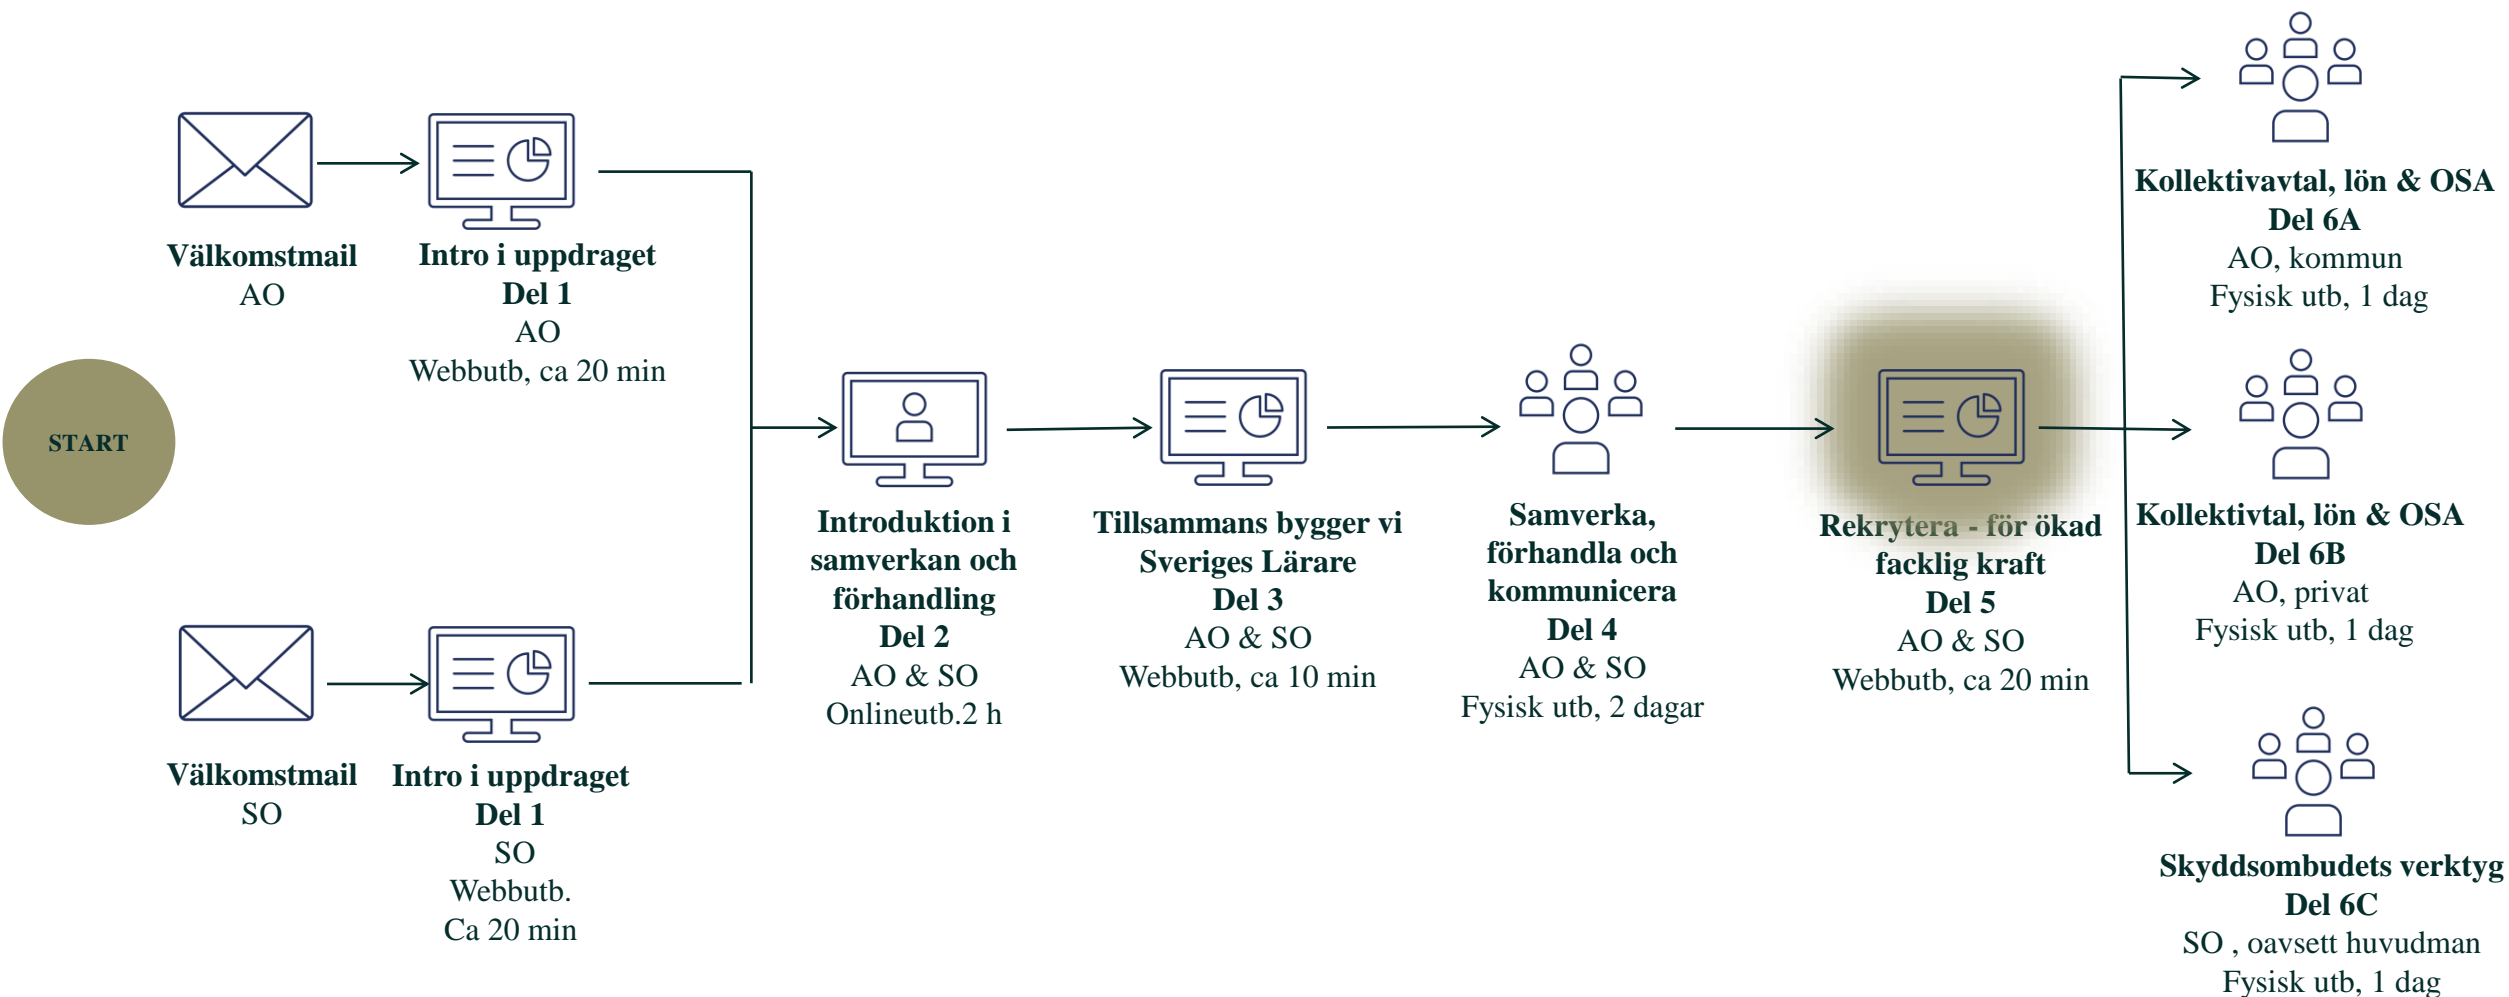 START
Välkomstmail
AO
Intro i uppdraget
Del 1
AO
Webbutb, ca 20 min
Välkomstmail
SO
Intro i uppdraget
Del 1
SO
Webbutb.
Ca 20 min
Introduktion i
samverkan och
förhandling
Del 2
AO & SO
Onlineutb.2 h
Tillsammans bygger vi
Sveriges Lärare
Del 3
AO & SO
Webbutb, ca 10 min
Samverka,
förhandla och
kommunicera
Del 4
AO & SO
Fysisk utb, 2 dagar
Rekrytera - för ökad
facklig kraft
Del 5
AO & SO
Webbutb, ca 20 min
Kollektivavtal, lön & OSA
Del 6A
AO, kommun
Fysisk utb, 1 dag
Kollektivtal, lön & OSA
Del 6B
AO, privat
Fysisk utb, 1 dag
Skyddsombudets verktyg
Del 6C
SO , oavsett huvudman
Fysisk utb, 1 dag